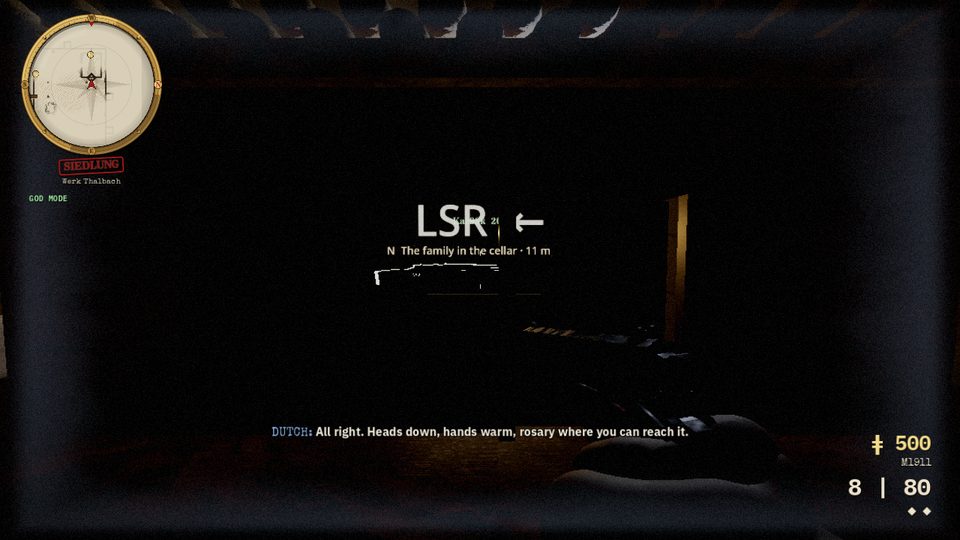 SIEDLUNG
Werk Thalbach
GOD MODE
LSR ←
N The family in the cellar · 11 m
DUTCH: All right. Heads down, hands warm, rosary where you can reach it.
500
M1911
8 | 80